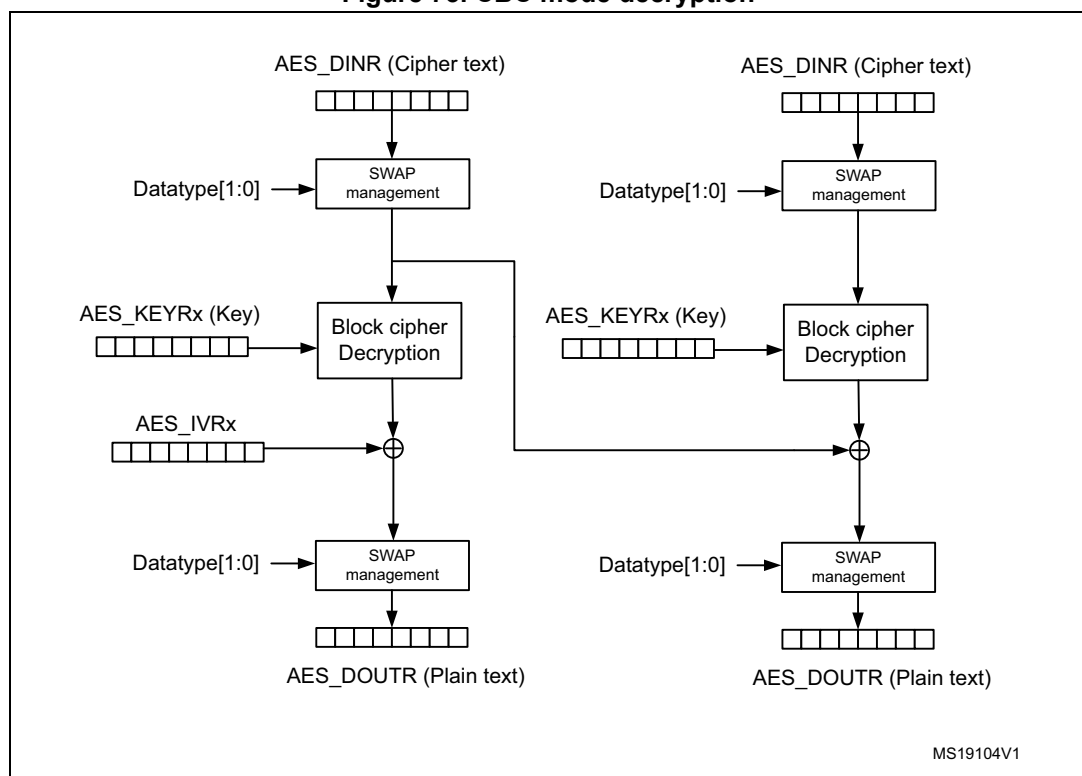 AES_DINR (Cipher text)
AES_DINR (Cipher text)
SWAP
management
Datatype[1:0]
SWAP
management
Datatype[1:0]
AES_KEYRx (Key)
Block cipher
Decryption
AES_KEYRx (Key)
Block cipher
Decryption
AES_IVRx
SWAP
management
Datatype[1:0]
SWAP
management
Datatype[1:0]
AES_DOUTR (Plain text)
AES_DOUTR (Plain text)
MS19104V1